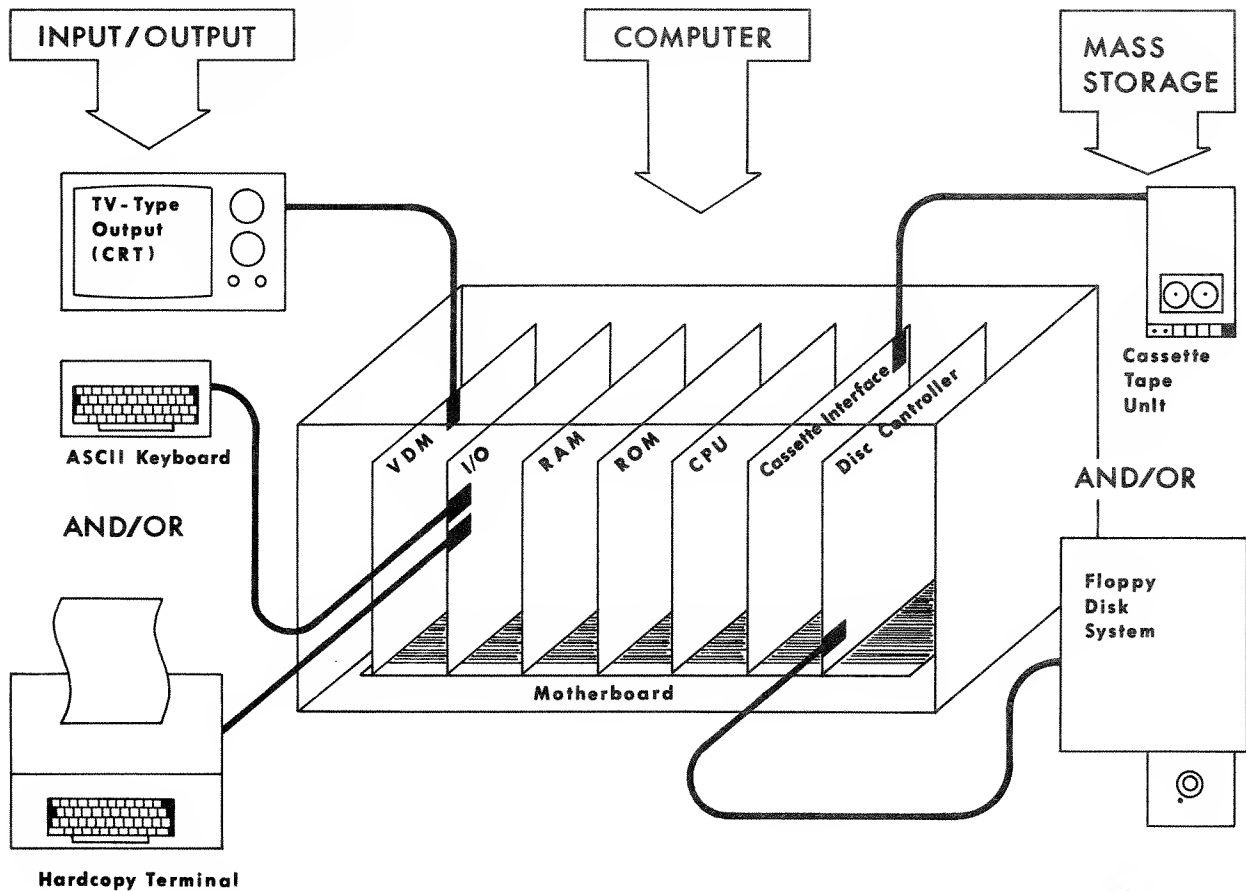 INPUT/OUTPUT
COMPUTER
MASS
STORAGE
TV-Type
Output
(CRT)
ASCII Keyboard
AND/OR
Hardcopy Terminal
VDM
I/O
RAM
ROM
CPU
Cassette Interface
Disc Controller
Motherboard
Cassette
Tape
Unit
AND/OR
Floppy
Disk
System